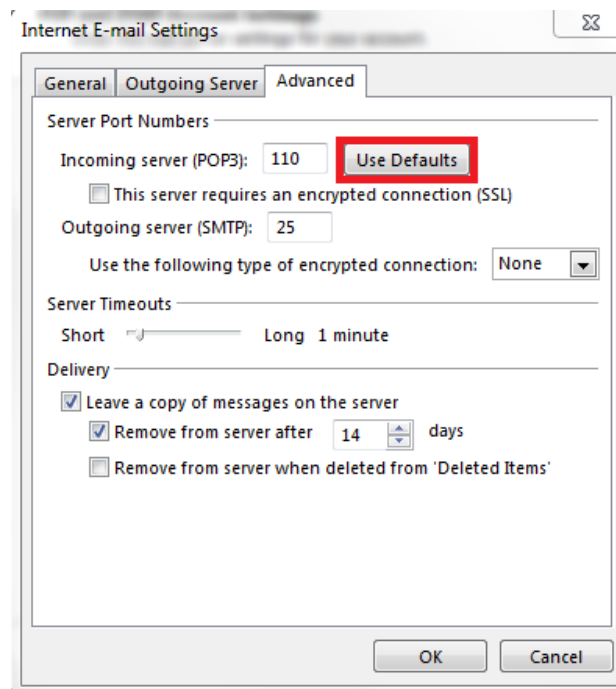 Internet E-mail Settings
General Outgoing Server Advanced
Server Port Numbers
Incoming server (POP3): 110 Use Defaults
This server requires an encrypted connection (SSL)
Outgoing server (SMTP): 25
Use the following type of encrypted connection: None
Server Timeouts
Short Long 1 minute
Delivery
Leave a copy of messages on the server
Remove from server after 14 days
Remove from server when deleted from 'Deleted Items'
OK Cancel